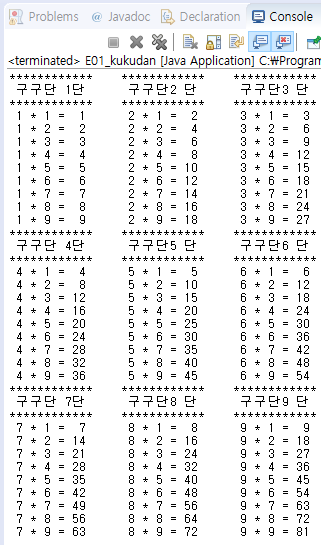 Problems @ Javadoc Declaration Console
<terminated> E01_kukudan [Java Application] C:₩Program
*********** *********** ***********
구구단 1단 구구단2 단 구구단3 단
*********** *********** ***********
1 * 1 = 1 2 * 1 = 2 3 * 1 = 3
1 * 2 = 2 2 * 2 = 4 3 * 2 = 6
1 * 3 = 3 2 * 3 = 6 3 * 3 = 9
1 * 4 = 4 2 * 4 = 8 3 * 4 = 12
1 * 5 = 5 2 * 5 = 10 3 * 5 = 15
1 * 6 = 6 2 * 6 = 12 3 * 6 = 18
1 * 7 = 7 2 * 7 = 14 3 * 7 = 21
1 * 8 = 8 2 * 8 = 16 3 * 8 = 24
1 * 9 = 9 2 * 9 = 18 3 * 9 = 27
*********** *********** ***********
구구단 4단 구구단5 단 구구단6 단
*********** *********** ***********
4 * 1 = 4 5 * 1 = 5 6 * 1 = 6
4 * 2 = 8 5 * 2 = 10 6 * 2 = 12
4 * 3 = 12 5 * 3 = 15 6 * 3 = 18
4 * 4 = 16 5 * 4 = 20 6 * 4 = 24
4 * 5 = 20 5 * 5 = 25 6 * 5 = 30
4 * 6 = 24 5 * 6 = 30 6 * 6 = 36
4 * 7 = 28 5 * 7 = 35 6 * 7 = 42
4 * 8 = 32 5 * 8 = 40 6 * 8 = 48
4 * 9 = 36 5 * 9 = 45 6 * 9 = 54
*********** *********** ***********
구구단 7단 구구단8 단 구구단9 단
*********** *********** ***********
7 * 1 = 7 8 * 1 = 8 9 * 1 = 9
7 * 2 = 14 8 * 2 = 16 9 * 2 = 18
7 * 3 = 21 8 * 3 = 24 9 * 3 = 27
7 * 4 = 28 8 * 4 = 32 9 * 4 = 36
7 * 5 = 35 8 * 5 = 40 9 * 5 = 45
7 * 6 = 42 8 * 6 = 48 9 * 6 = 54
7 * 7 = 49 8 * 7 = 56 9 * 7 = 63
7 * 8 = 56 8 * 8 = 64 9 * 8 = 72
7 * 9 = 63 8 * 9 = 72 9 * 9 = 81